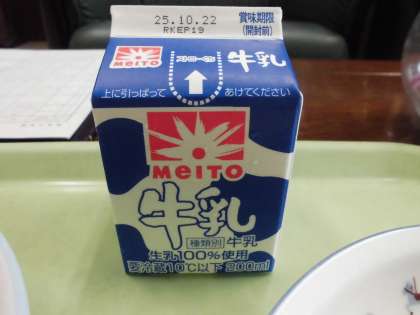 25.10.22
RKEP19
賞味期限
(開封前)
MEITO
牛乳
上に引っぱって
あけてください
MEITO
牛乳
種類別 牛乳
生乳100%使用
要冷蔵10℃以下 200ml